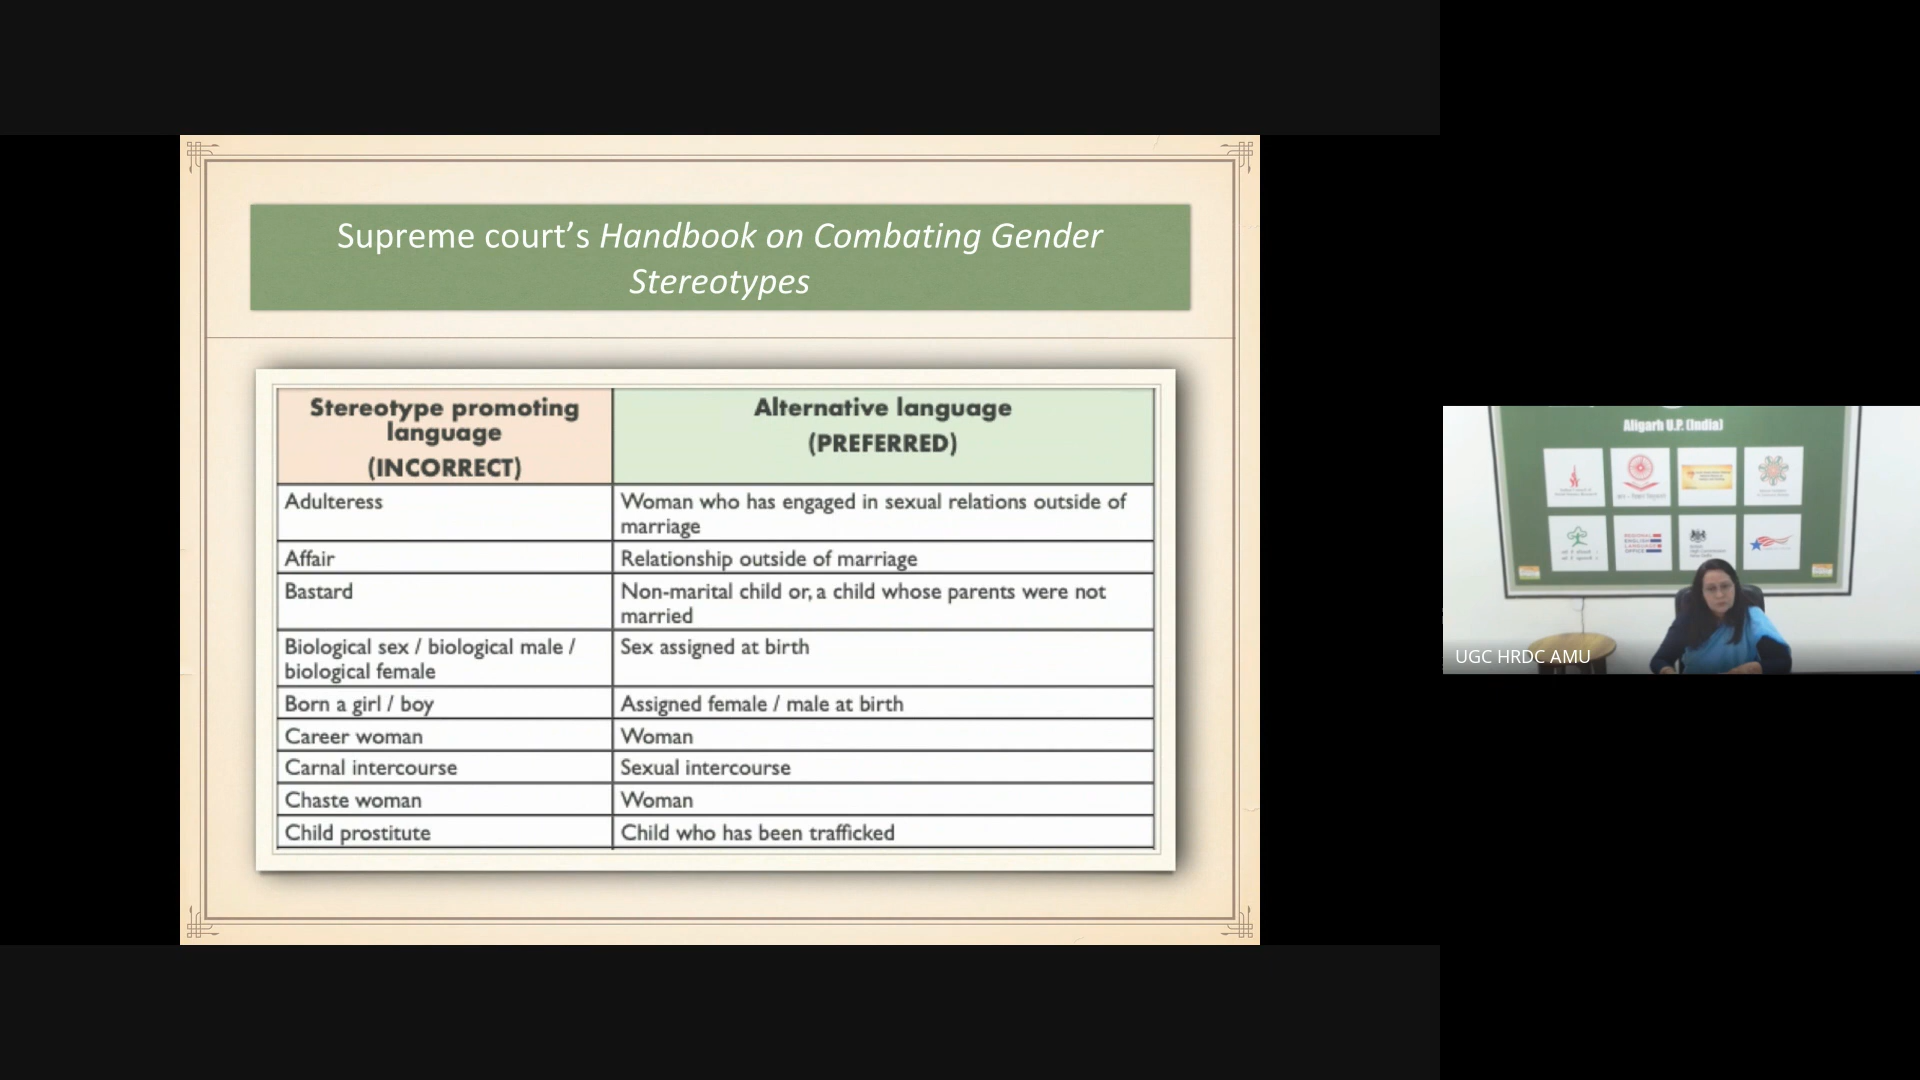 Supreme court’s Handbook on Combating Gender
Stereotypes
Stereotype promoting
language
(INCORRECT)
Alternative language
(PREFERRED)
Adulteress
Woman who has engaged in sexual relations outside of
marriage
Affair
Relationship outside of marriage
Bastard
Non-marital child or, a child whose parents were not
married
Biological sex / biological male /
biological female
Sex assigned at birth
Born a girl / boy
Assigned female / male at birth
Career woman
Woman
Carnal intercourse
Sexual intercourse
Chaste woman
Woman
Child prostitute
Child who has been trafficked
Aligarh U.P. (India)
REGIONAL
ENGLISH
LANGUAGE
OFFICE
UGC HRDC AMU